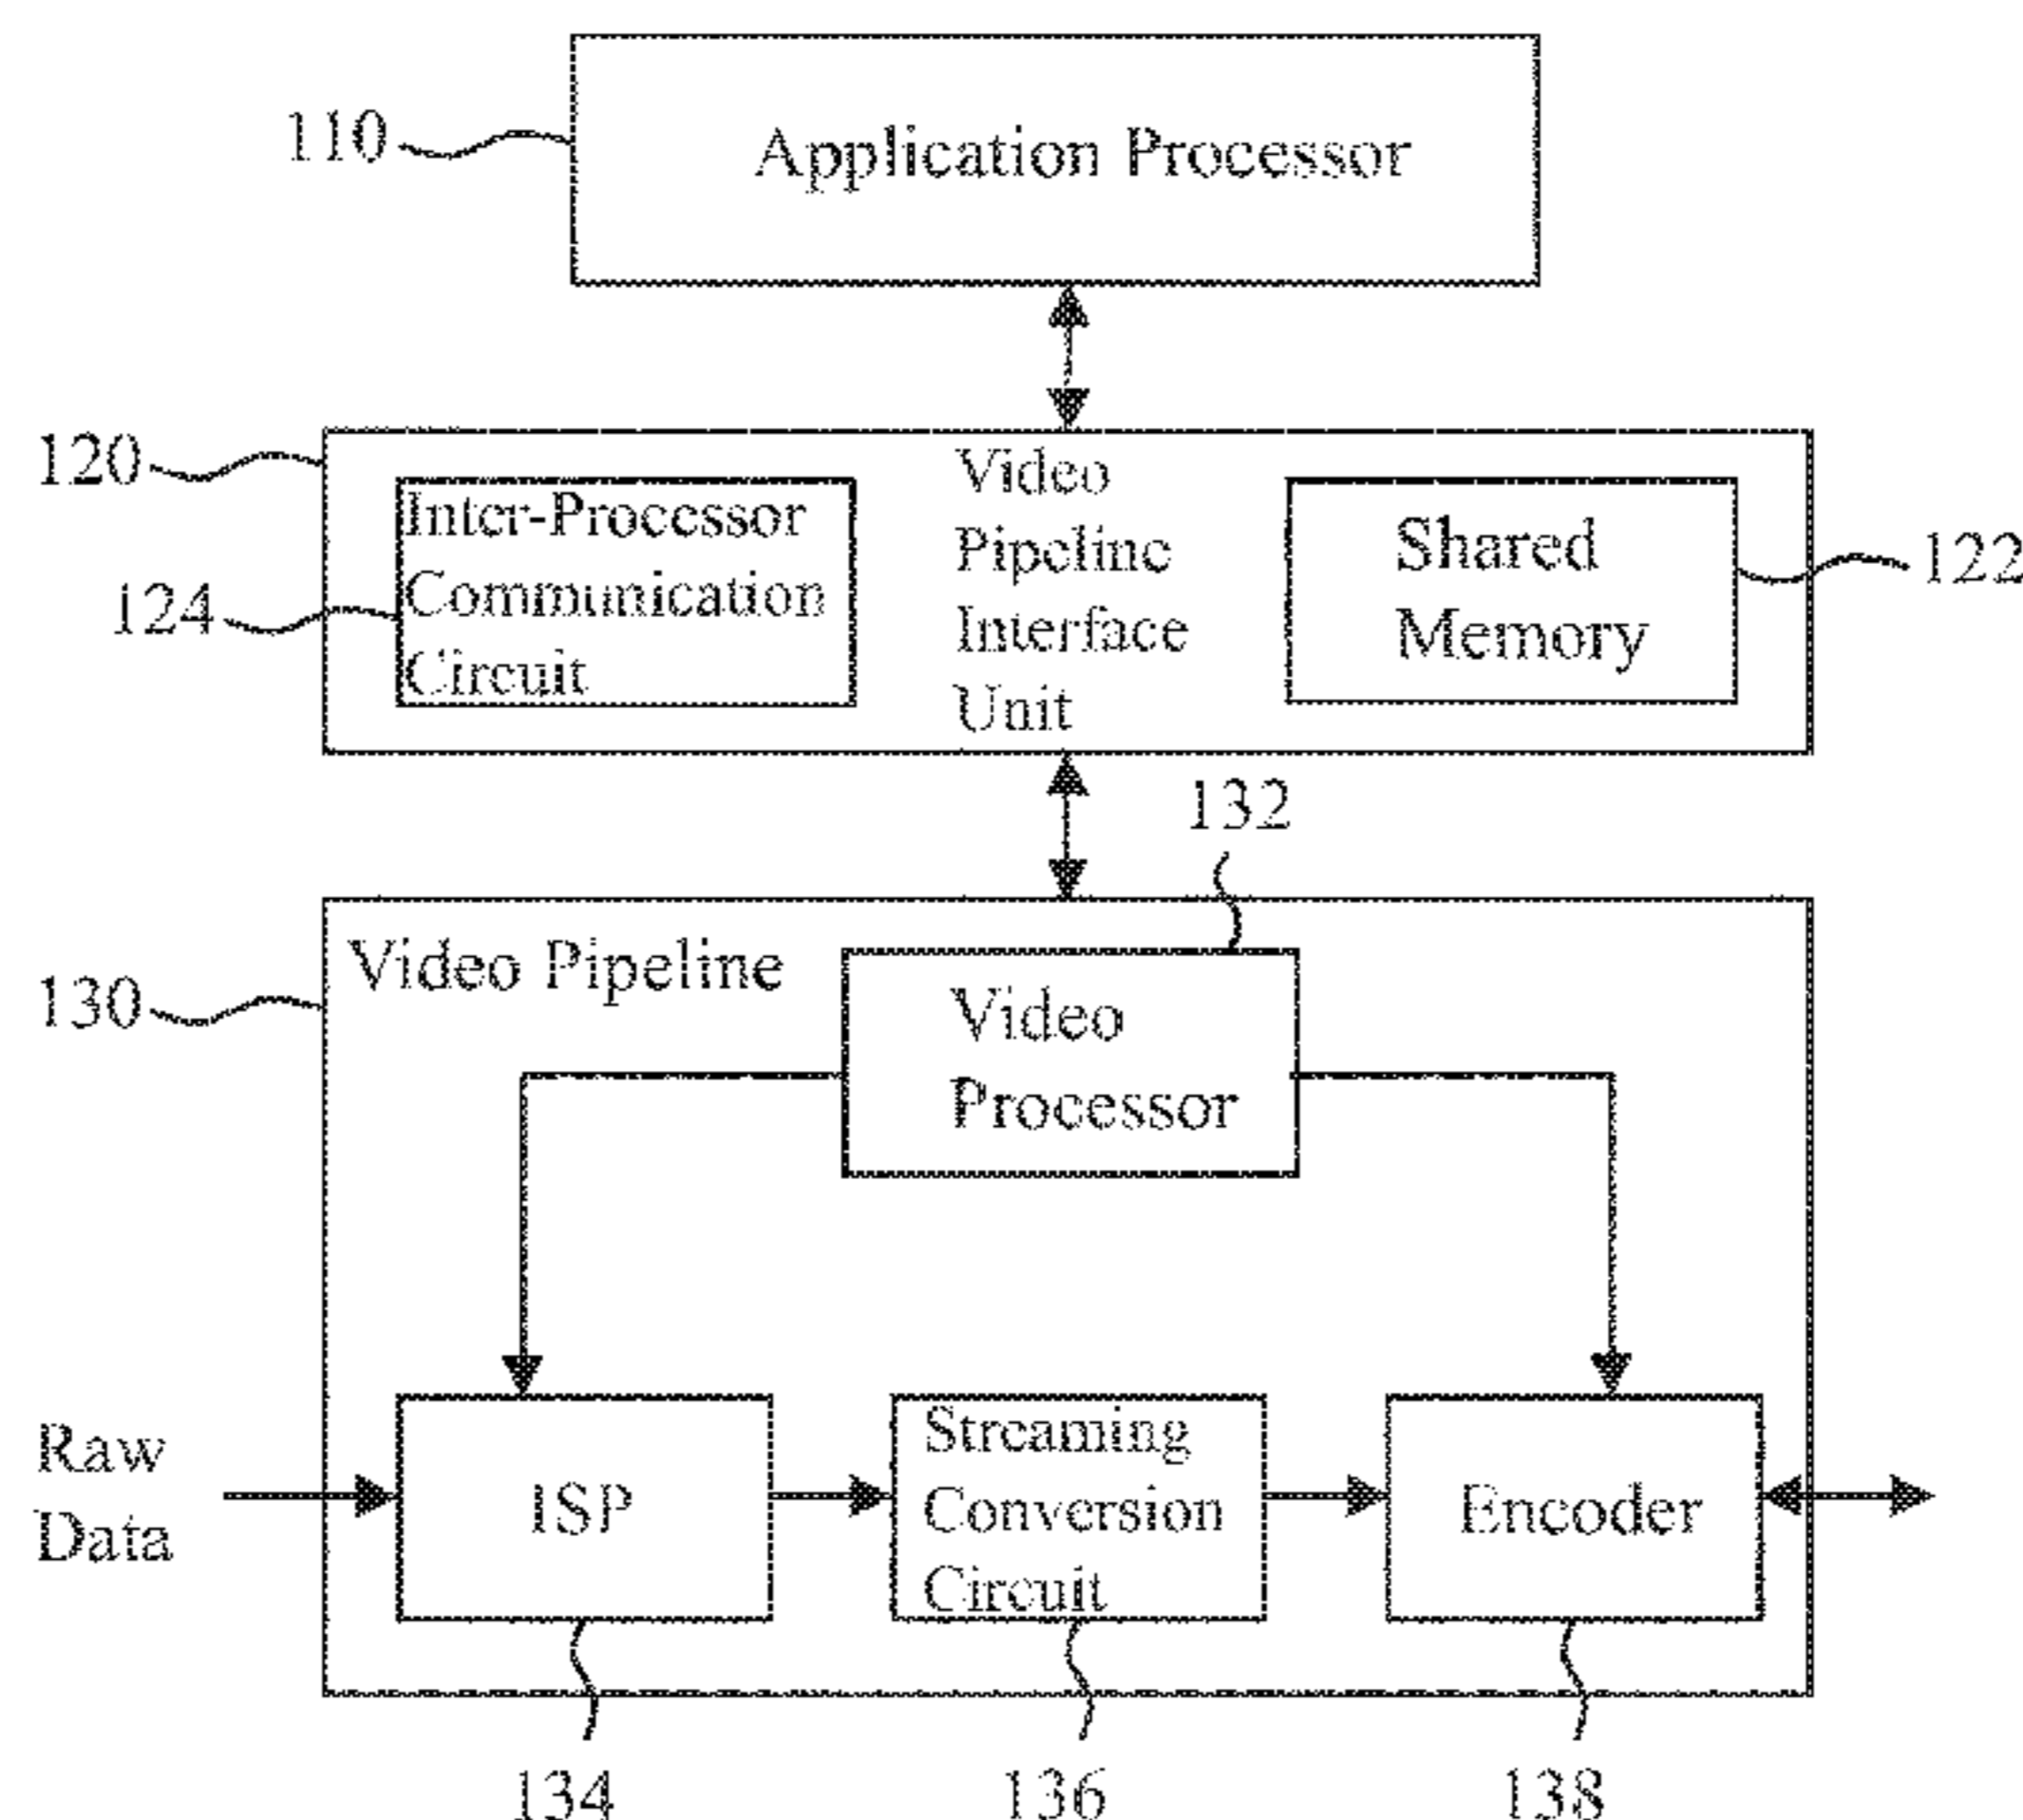 110
Application Processor
120
Inter-Processor
Communication
Circuit
124
Video
Pipeline
Interface
Unit
Shared
Memory
122
132
130
Video Pipeline
Video
Processor
Raw
Data
ISP
Streaming
Conversion
Circuit
Encoder
134
136
138